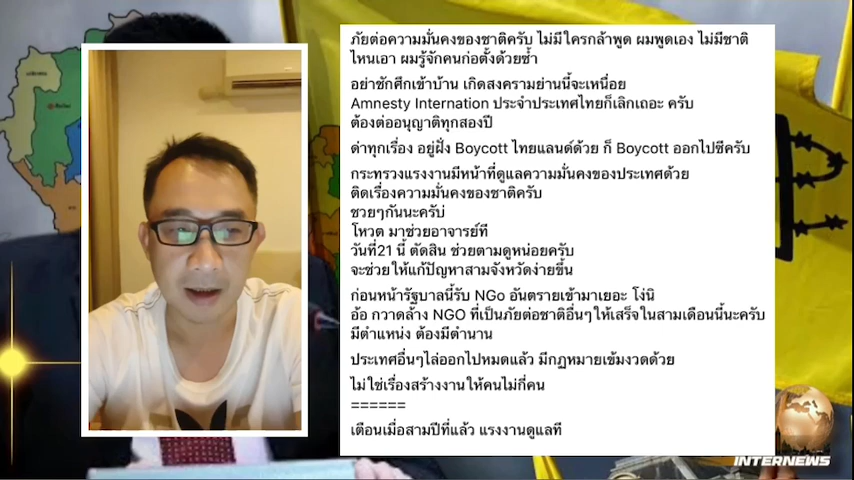 ภัยต่อความมั่นคงของชาติครับ ไม่มีใครกล้าพูด ผมพูดเอง ไม่มีชาติ
ไหนเอา ผมรู้จักคนก่อตั้งด้วยซ้ำ
อย่าชักศึกเข้าบ้าน เกิดสงครามย่านนี้จะเหนื่อย
Amnesty Internation ประจำประเทศไทยก็เลิกเถอะ ครับ
ต้องต่ออนุญาติทุกสองปี
ด่าทุกเรื่อง อยู่ฝั่ง Boycott ไทยแลนด์ด้วย ก็ Boycott ออกไปซีครับ
กระทรวงแรงงานมีหน้าที่ดูแลความมั่นคงของประเทศด้วย
ติดเรื่องความมั่นคงของชาติครับ
ชวยๆกันนะครับ่
โหวต มาช่วยอาจารย์ที
วันที่21 นี้ ตัดสิน ช่วยตามดูหน่อยครับ
จะช่วยให้แก้ปัญหาสามจังหวัดง่ายขึ้น
ก่อนหน้ารัฐบาลนี้รับ NGo อันตรายเข้ามาเยอะ โง่นิ
อ้อ กวาดล้าง NGO ที่เป็นภัยต่อชาติอื่นๆให้เสร็จในสามเดือนนี้นะครับ
มีตำแหน่ง ต้องมีตำนาน
ประเทศอื่นๆไล่ออกไปหมดแล้ว มีกฏหมายเข้มงวดด้วย
ไม่ใช่เรื่องสร้างงานให้คนไม่กี่คน
======
เตือนเมื่อสามปีที่แล้ว แรงงานดูแลที
INTERNEWS